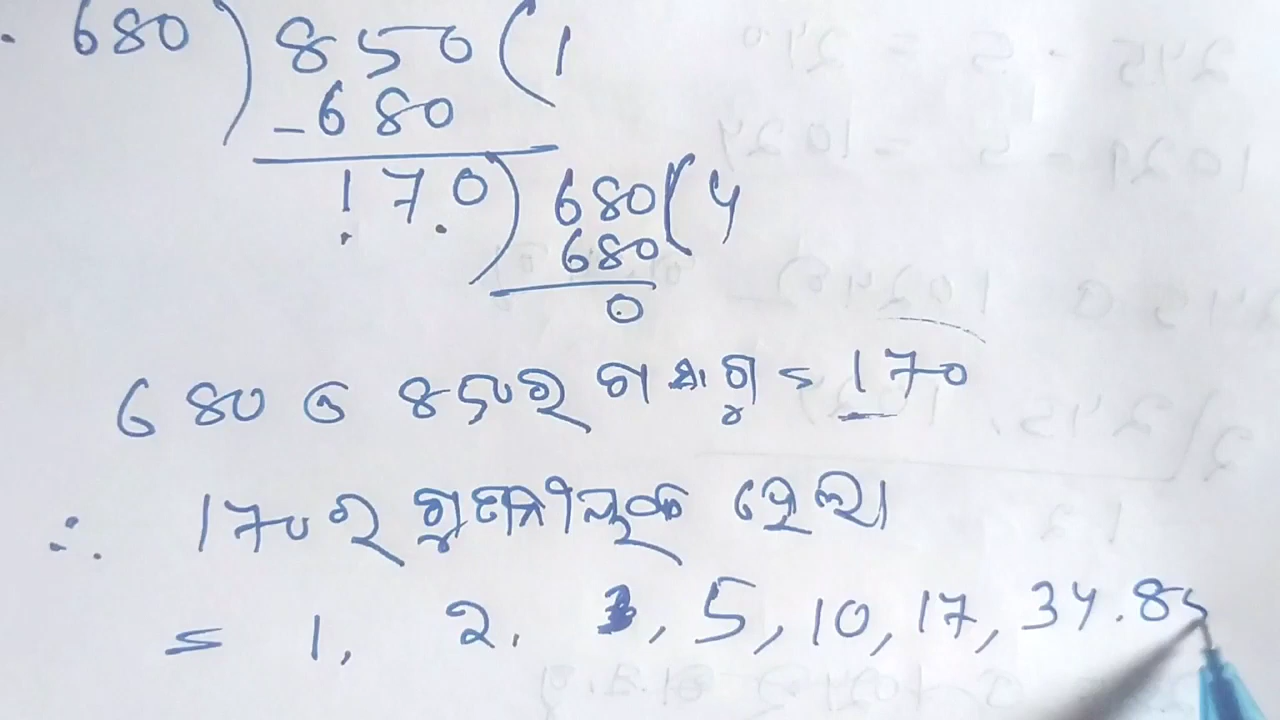 680 ) 850 ( 1
- 680
170 ) 680 ( 4
680
0
680 ଓ 850ର ଗ.ସା.ଗୁ = 170
∴ 170ର ଗୁଣନୀୟକ ହେଲା
= 1, 2, 5, 10, 17, 34, 85